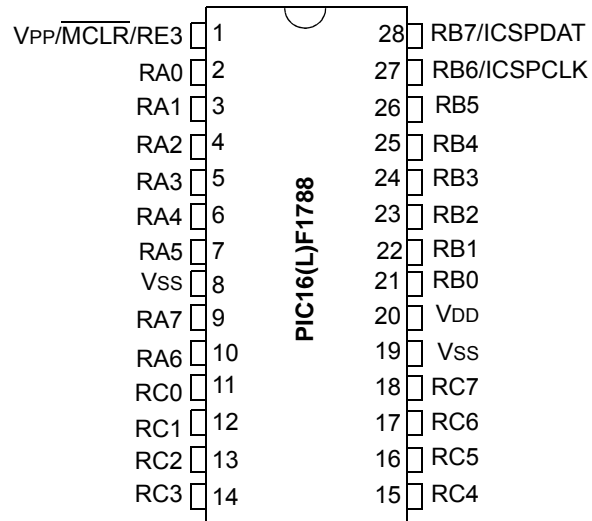 VPP/MCLR/RE3 1 28 RB7/ICSPDAT
RA0 2 27 RB6/ICSPCLK
RA1 3 26 RB5
RA2 4 25 RB4
RA3 5 24 RB3
RA4 6 23 RB2
RA5 7 22 RB1
VSS 8 21 RB0
RA7 9 20 VDD
RA6 10 19 VSS
RC0 11 18 RC7
RC1 12 17 RC6
RC2 13 16 RC5
RC3 14 15 RC4
PIC16(L)F1788